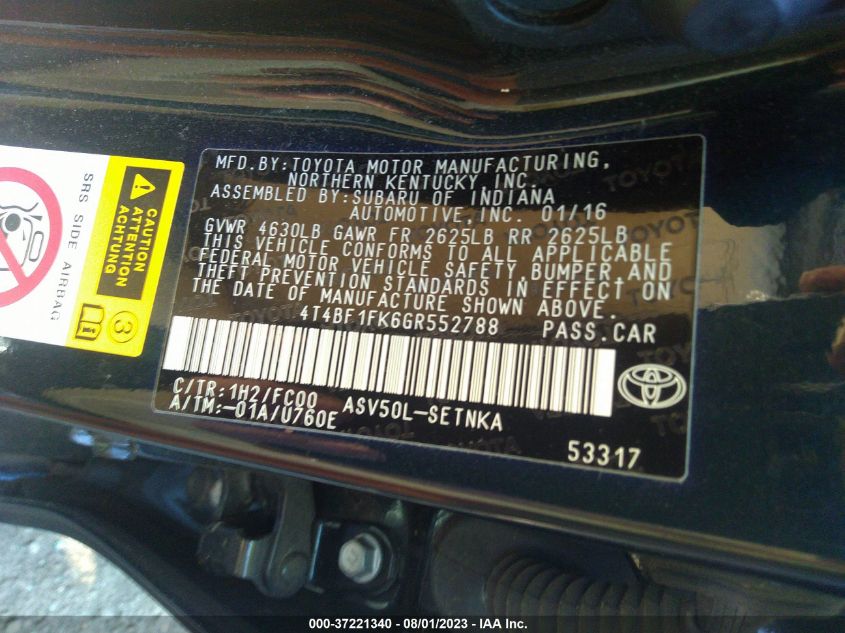 MFD.BY:TOYOTA MOTOR MANUFACTURING,
NORTHERN KENTUCKY, INC.
ASSEMBLED BY:SUBARU OF INDIANA
AUTOMOTIVE,INC. 01/16
GVWR 4630LB GAWR FR 2625LB RR 2625LB
THIS VEHICLE CONFORMS TO ALL APPLICABLE
FEDERAL MOTOR VEHICLE SAFETY,BUMPER,AND
THEFT PREVENTION STANDARDS IN EFFECT ON
THE DATE OF MANUFACTURE SHOWN ABOVE.
4T4BF1FK6GR552788 PASS.CAR
C/TR:1H2/FC00 ASV50L-SETNKA
A/TM:-01A/U760E
53317
SRS SIDE AIRBAG
CAUTION
ATTENTION
ACHTUNG
3
000-37221340 - 08/01/2023 - IAA Inc.